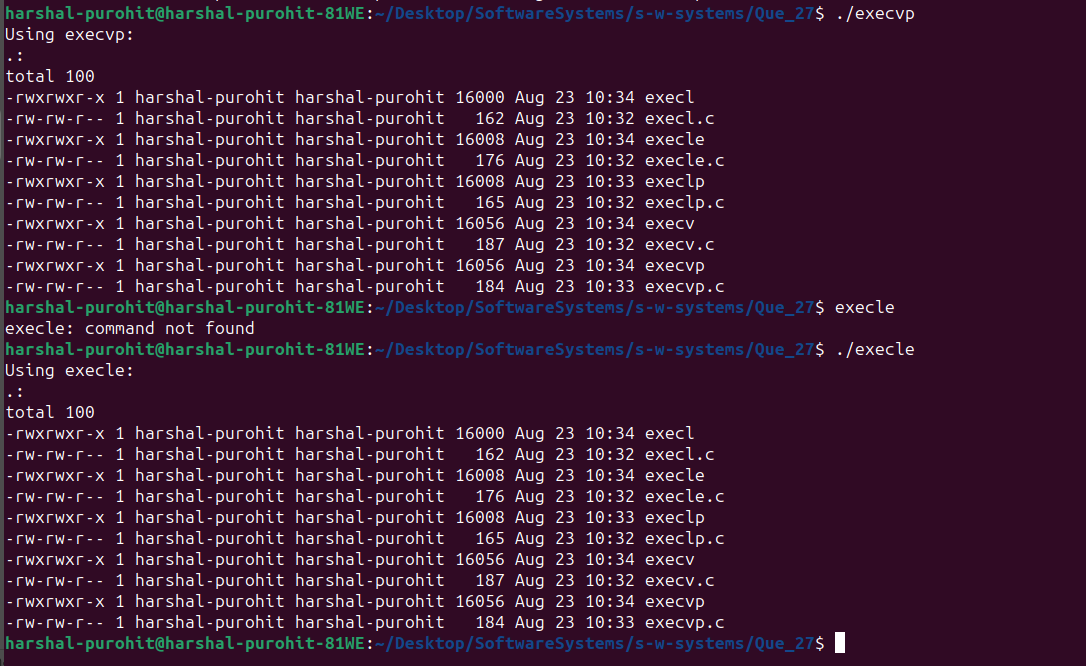 harshal-purohit@harshal-purohit-81WE:~/Desktop/SoftwareSystems/s-w-systems/Que_27$ ./execvp
Using execvp:
.:
total 100
-rwxrwxr-x 1 harshal-purohit harshal-purohit 16000 Aug 23 10:34 execl
-rw-rw-r-- 1 harshal-purohit harshal-purohit   162 Aug 23 10:32 execl.c
-rwxrwxr-x 1 harshal-purohit harshal-purohit 16008 Aug 23 10:34 execle
-rw-rw-r-- 1 harshal-purohit harshal-purohit   176 Aug 23 10:32 execle.c
-rwxrwxr-x 1 harshal-purohit harshal-purohit 16008 Aug 23 10:33 execlp
-rw-rw-r-- 1 harshal-purohit harshal-purohit   165 Aug 23 10:32 execlp.c
-rwxrwxr-x 1 harshal-purohit harshal-purohit 16056 Aug 23 10:34 execv
-rw-rw-r-- 1 harshal-purohit harshal-purohit   187 Aug 23 10:32 execv.c
-rwxrwxr-x 1 harshal-purohit harshal-purohit 16056 Aug 23 10:34 execvp
-rw-rw-r-- 1 harshal-purohit harshal-purohit   184 Aug 23 10:33 execvp.c
harshal-purohit@harshal-purohit-81WE:~/Desktop/SoftwareSystems/s-w-systems/Que_27$ execle
execle: command not found
harshal-purohit@harshal-purohit-81WE:~/Desktop/SoftwareSystems/s-w-systems/Que_27$ ./execle
Using execle:
.:
total 100
-rwxrwxr-x 1 harshal-purohit harshal-purohit 16000 Aug 23 10:34 execl
-rw-rw-r-- 1 harshal-purohit harshal-purohit   162 Aug 23 10:32 execl.c
-rwxrwxr-x 1 harshal-purohit harshal-purohit 16008 Aug 23 10:34 execle
-rw-rw-r-- 1 harshal-purohit harshal-purohit   176 Aug 23 10:32 execle.c
-rwxrwxr-x 1 harshal-purohit harshal-purohit 16008 Aug 23 10:33 execlp
-rw-rw-r-- 1 harshal-purohit harshal-purohit   165 Aug 23 10:32 execlp.c
-rwxrwxr-x 1 harshal-purohit harshal-purohit 16056 Aug 23 10:34 execv
-rw-rw-r-- 1 harshal-purohit harshal-purohit   187 Aug 23 10:32 execv.c
-rwxrwxr-x 1 harshal-purohit harshal-purohit 16056 Aug 23 10:34 execvp
-rw-rw-r-- 1 harshal-purohit harshal-purohit   184 Aug 23 10:33 execvp.c
harshal-purohit@harshal-purohit-81WE:~/Desktop/SoftwareSystems/s-w-systems/Que_27$